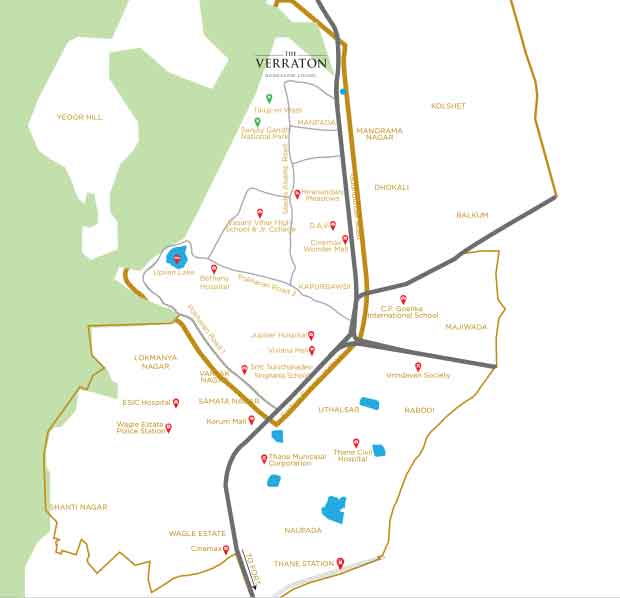 THE
VERRATON
Tikuji-ni-Wadi
Sanjay Gandhi
National Park
MANPADA
KOLSHET
YEOOR HILL
MANORAMA
NAGAR
DHOKALI
BALKUM
Hiranandani
Meadows
Vasant Vihar High
School & Jr. College
D.A.V
Cinemax
Wonder Mall
Upvan Lake
Bethany
Hospital
Pokharan Road 2
KAPURBAWDI
C.P. Goenka
International School
MAJIWADA
Pokharan Road 1
Jupiter Hospital
Viviana Mall
LOKMANYA
NAGAR
VARTAK
NAGAR
Smt. Sulochanadevi
Singhania School
Vrindavan Society
ESIC Hospital
SAMATA NAGAR
UTHALSAR
RABODI
Korum Mall
Wagle Estate
Police Station
Thane Municipal
Corporation
Thane Civil
Hospital
SHANTI NAGAR
NAUPADA
WAGLE ESTATE
Cinemax
TO FORT
THANE STATION